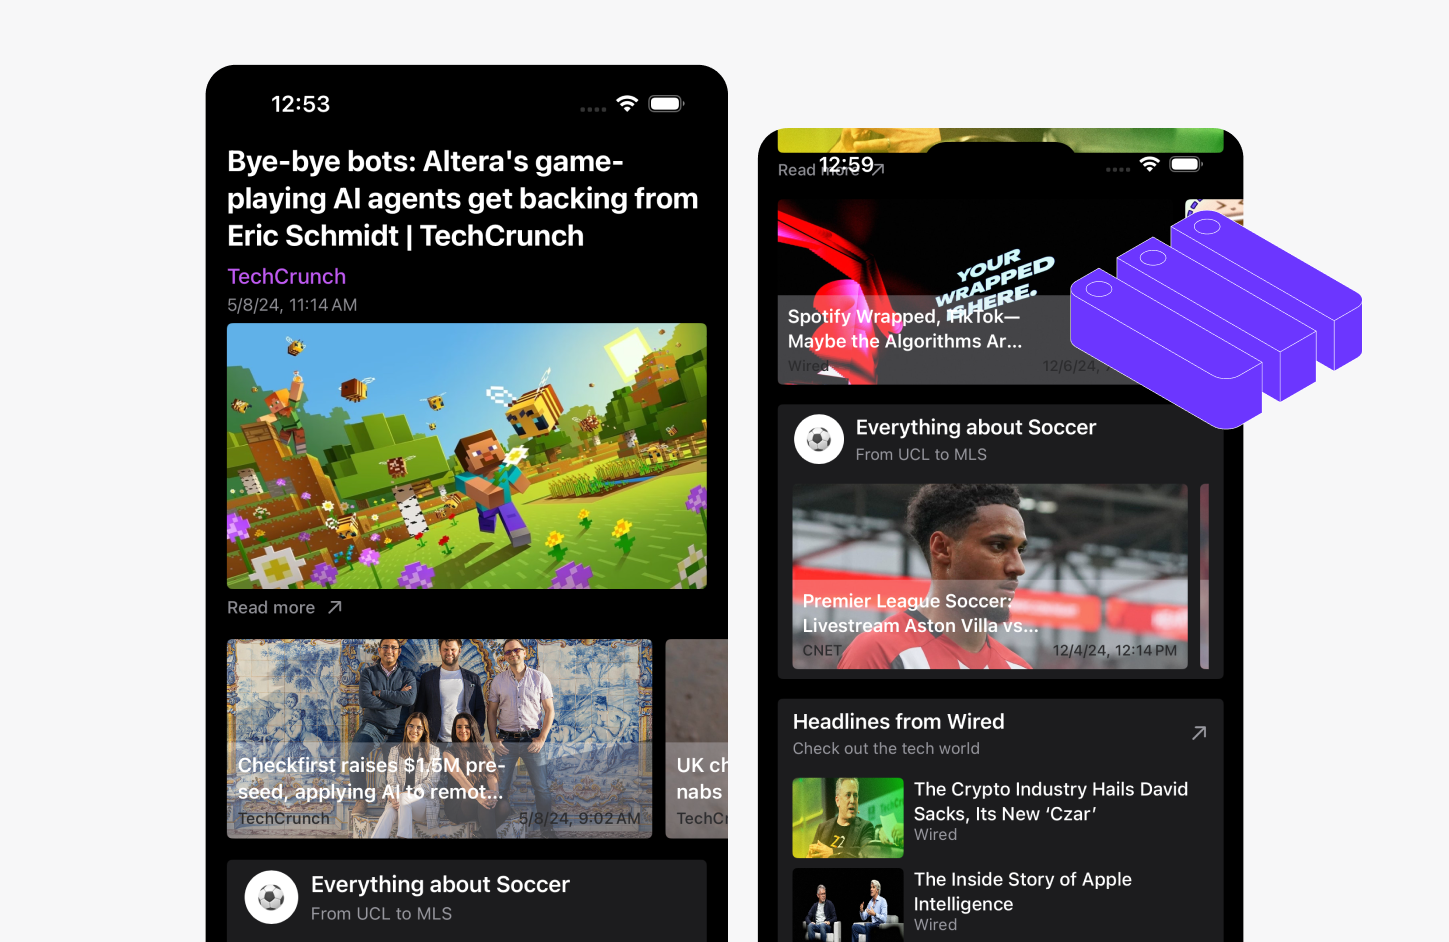 12:53
Bye-bye bots: Altera's game-
playing AI agents get backing from
Eric Schmidt | TechCrunch
TechCrunch
5/8/24, 11:14 AM
Read more
Checkfirst raises $1.5M pre-
seed, applying AI to remot...
TechCrunch 5/8/24, 9:02 AM
UK ch
nabs
TechCr
Everything about Soccer
From UCL to MLS
12:59
Read more
YOUR
WRAPPED
IS HERE.
Spotify Wrapped, TikTok—
Maybe the Algorithms Ar...
Wired 12/6/24,
Everything about Soccer
From UCL to MLS
Premier League Soccer:
Livestream Aston Villa vs...
CNET 12/4/24, 12:14 PM
Headlines from Wired
Check out the tech world
The Crypto Industry Hails David
Sacks, Its New ‘Czar’
Wired
The Inside Story of Apple
Intelligence
Wired